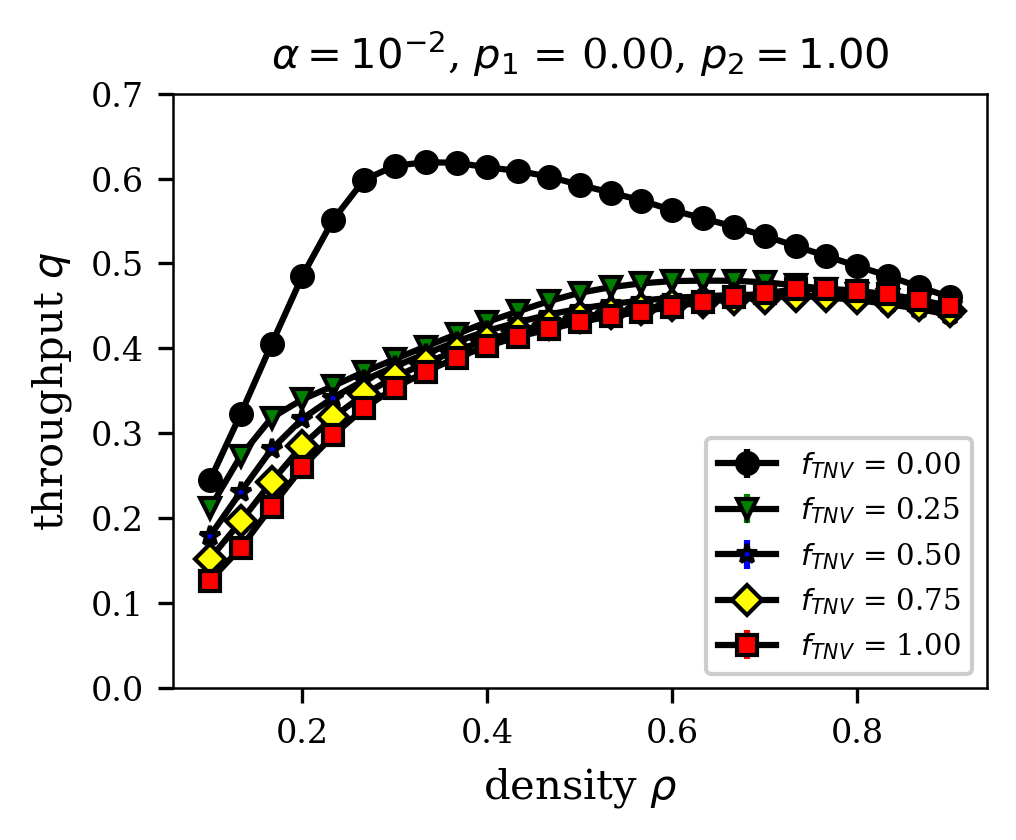 α = 10⁻², p₁ = 0.00, p₂ = 1.00
throughput q
0.7
0.6
0.5
0.4
0.3
0.2
0.1
0.0
f_TNV = 0.00
f_TNV = 0.25
f_TNV = 0.50
f_TNV = 0.75
f_TNV = 1.00
0.2 0.4 0.6 0.8
density ρ